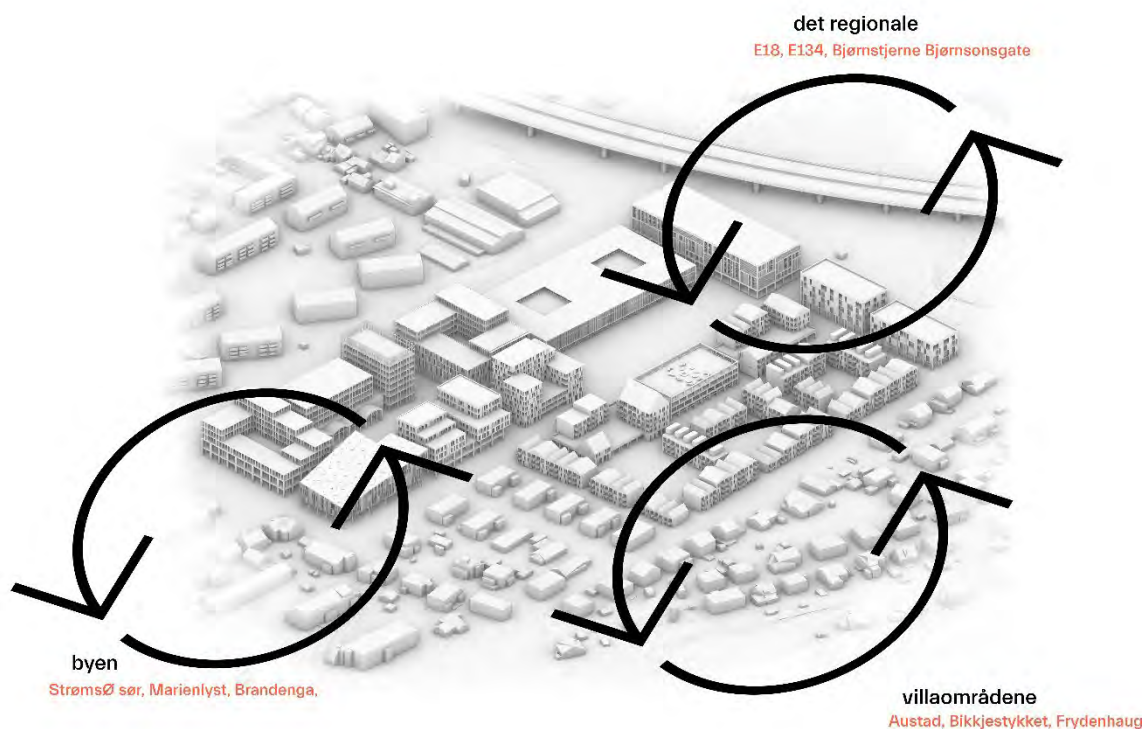 det regionale
E18, E134, Bjørnstjerne Bjørnsonsgate
byen
StrømsØ sør, Marienlyst, Brandenga,
villaområdene
Austad, Bikkjestykket, Frydenhaug